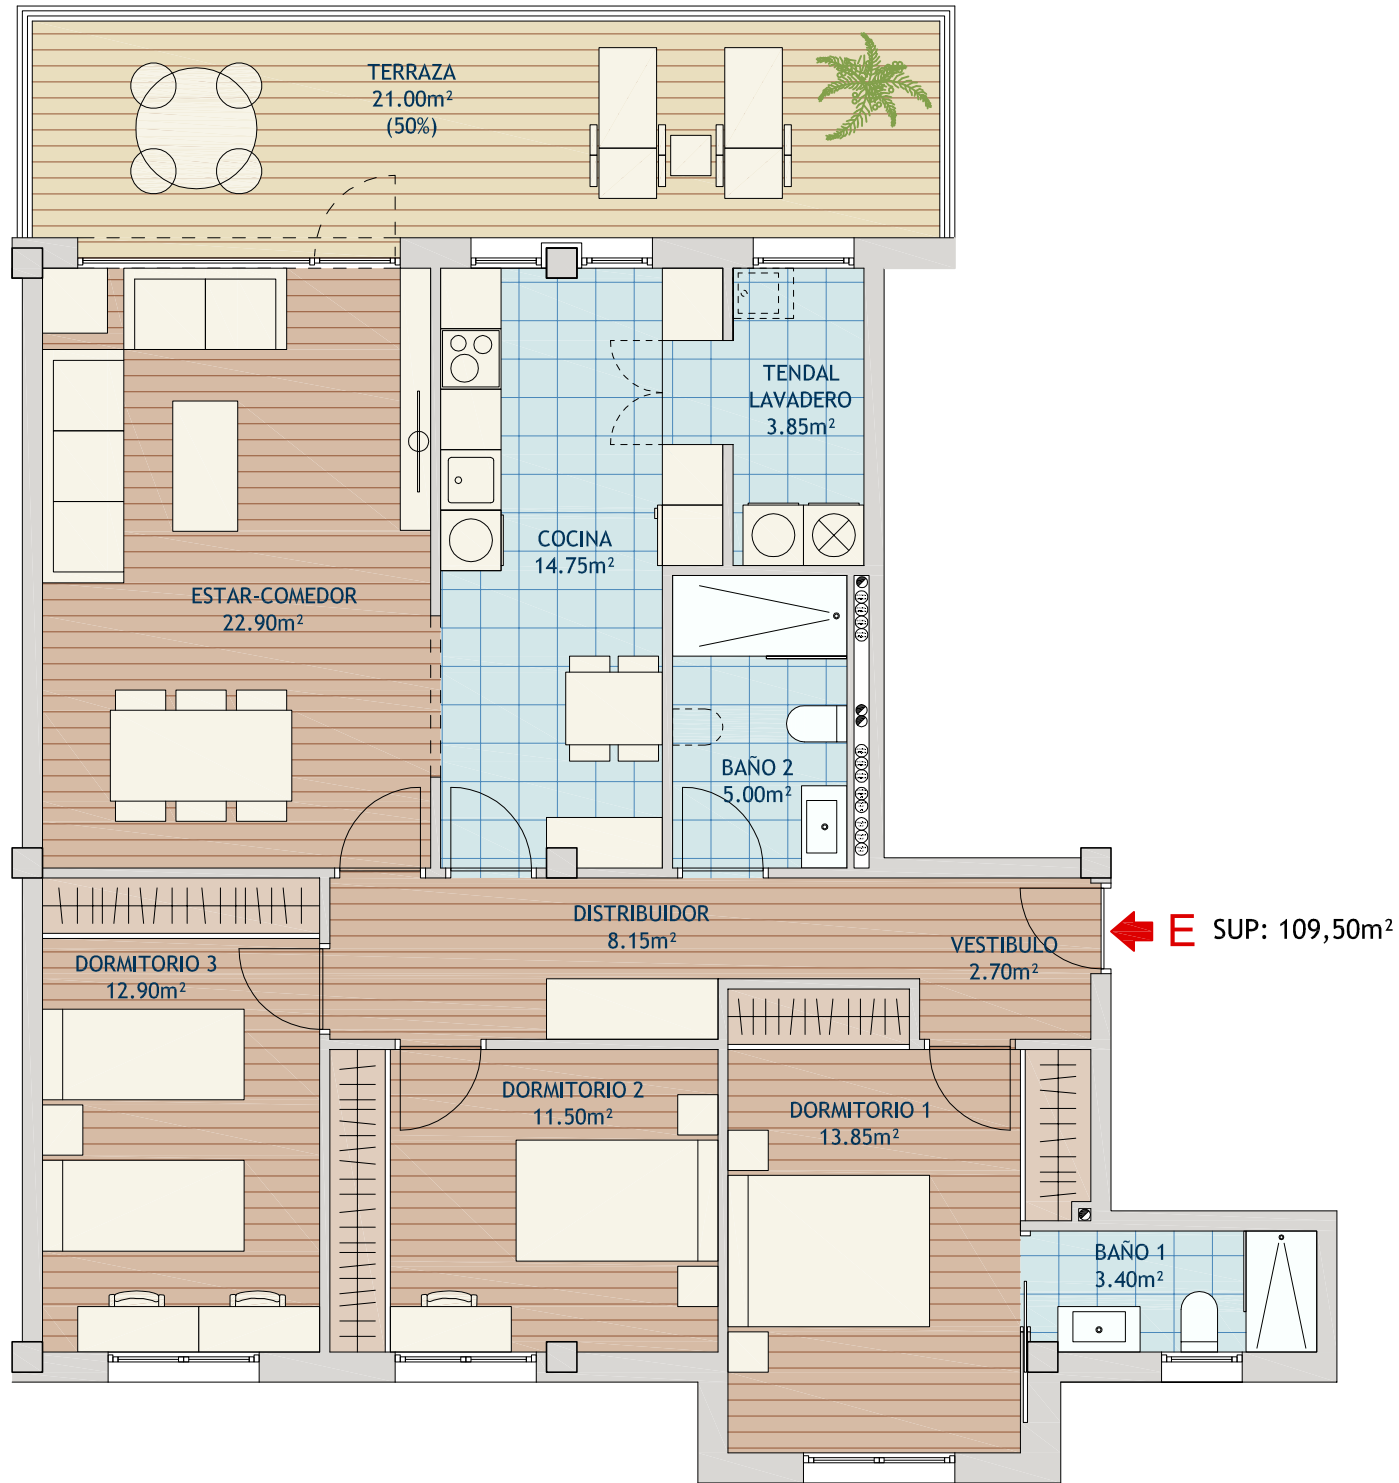 TERRAZA
21.00m²
(50%)
TENDAL
LAVADERO
3.85m²
COCINA
14.75m²
ESTAR-COMEDOR
22.90m²
BAÑO 2
5.00m²
DISTRIBUIDOR
8.15m²
VESTIBULO
2.70m²
E SUP: 109,50m²
DORMITORIO 3
12.90m²
DORMITORIO 2
11.50m²
DORMITORIO 1
13.85m²
BAÑO 1
3.40m²